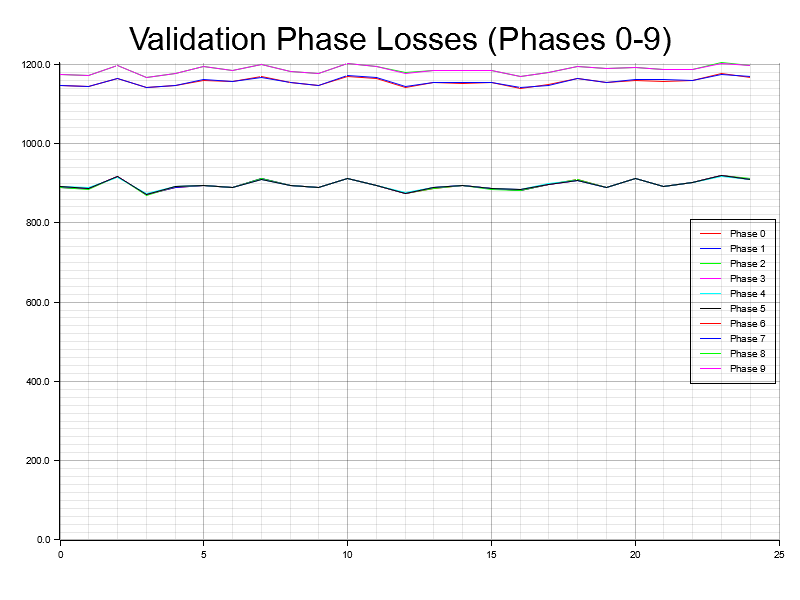 Validation Phase Losses (Phases 0-9)
1200.0
1000.0
800.0
600.0
400.0
200.0
0.0
0 5 10 15 20 25
Phase 0
Phase 1
Phase 2
Phase 3
Phase 4
Phase 5
Phase 6
Phase 7
Phase 8
Phase 9